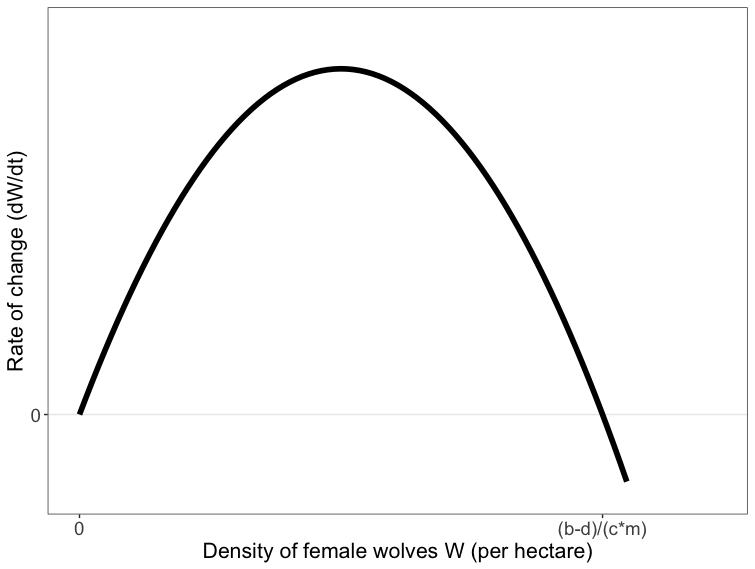 Rate of change (dW/dt)
0
0
(b-d)/(c*m)
Density of female wolves W (per hectare)